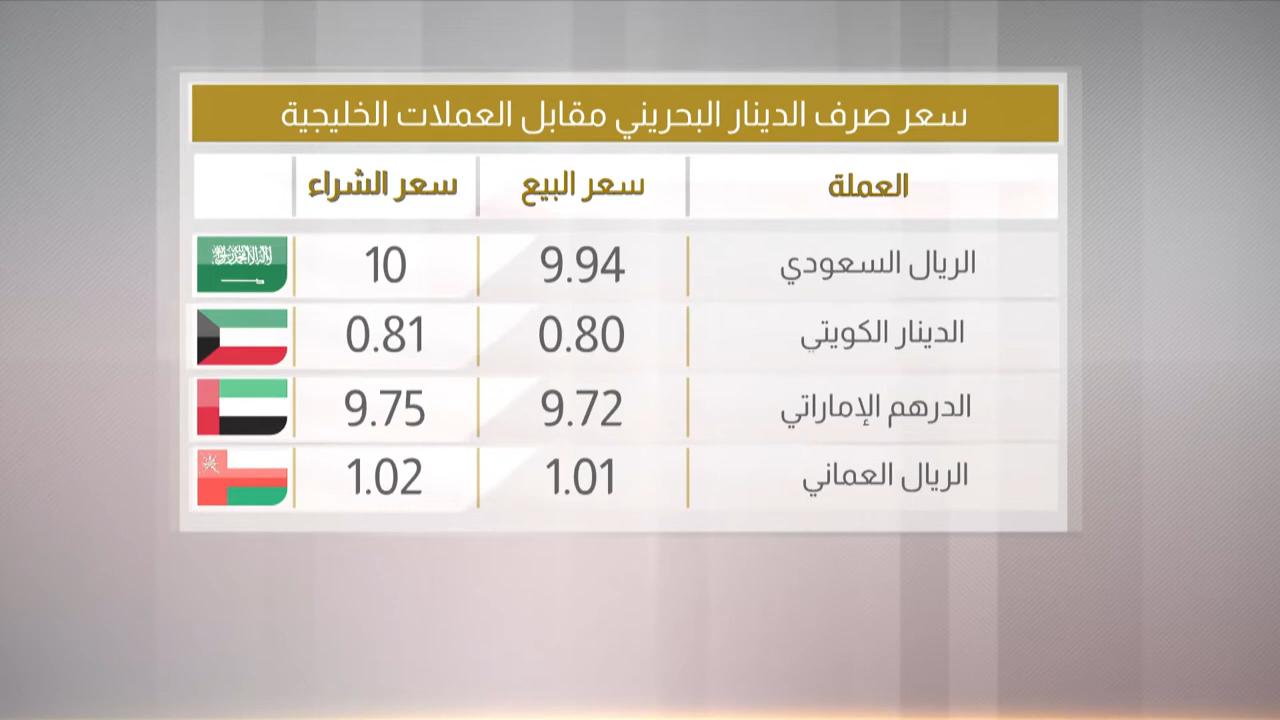 سعر صرف الدينار البحريني مقابل العملات الخليجية
العملة سعر البيع سعر الشراء
الريال السعودي 9.94 10
الدينار الكويتي 0.80 0.81
الدرهم الإماراتي 9.72 9.75
الريال العماني 1.01 1.02